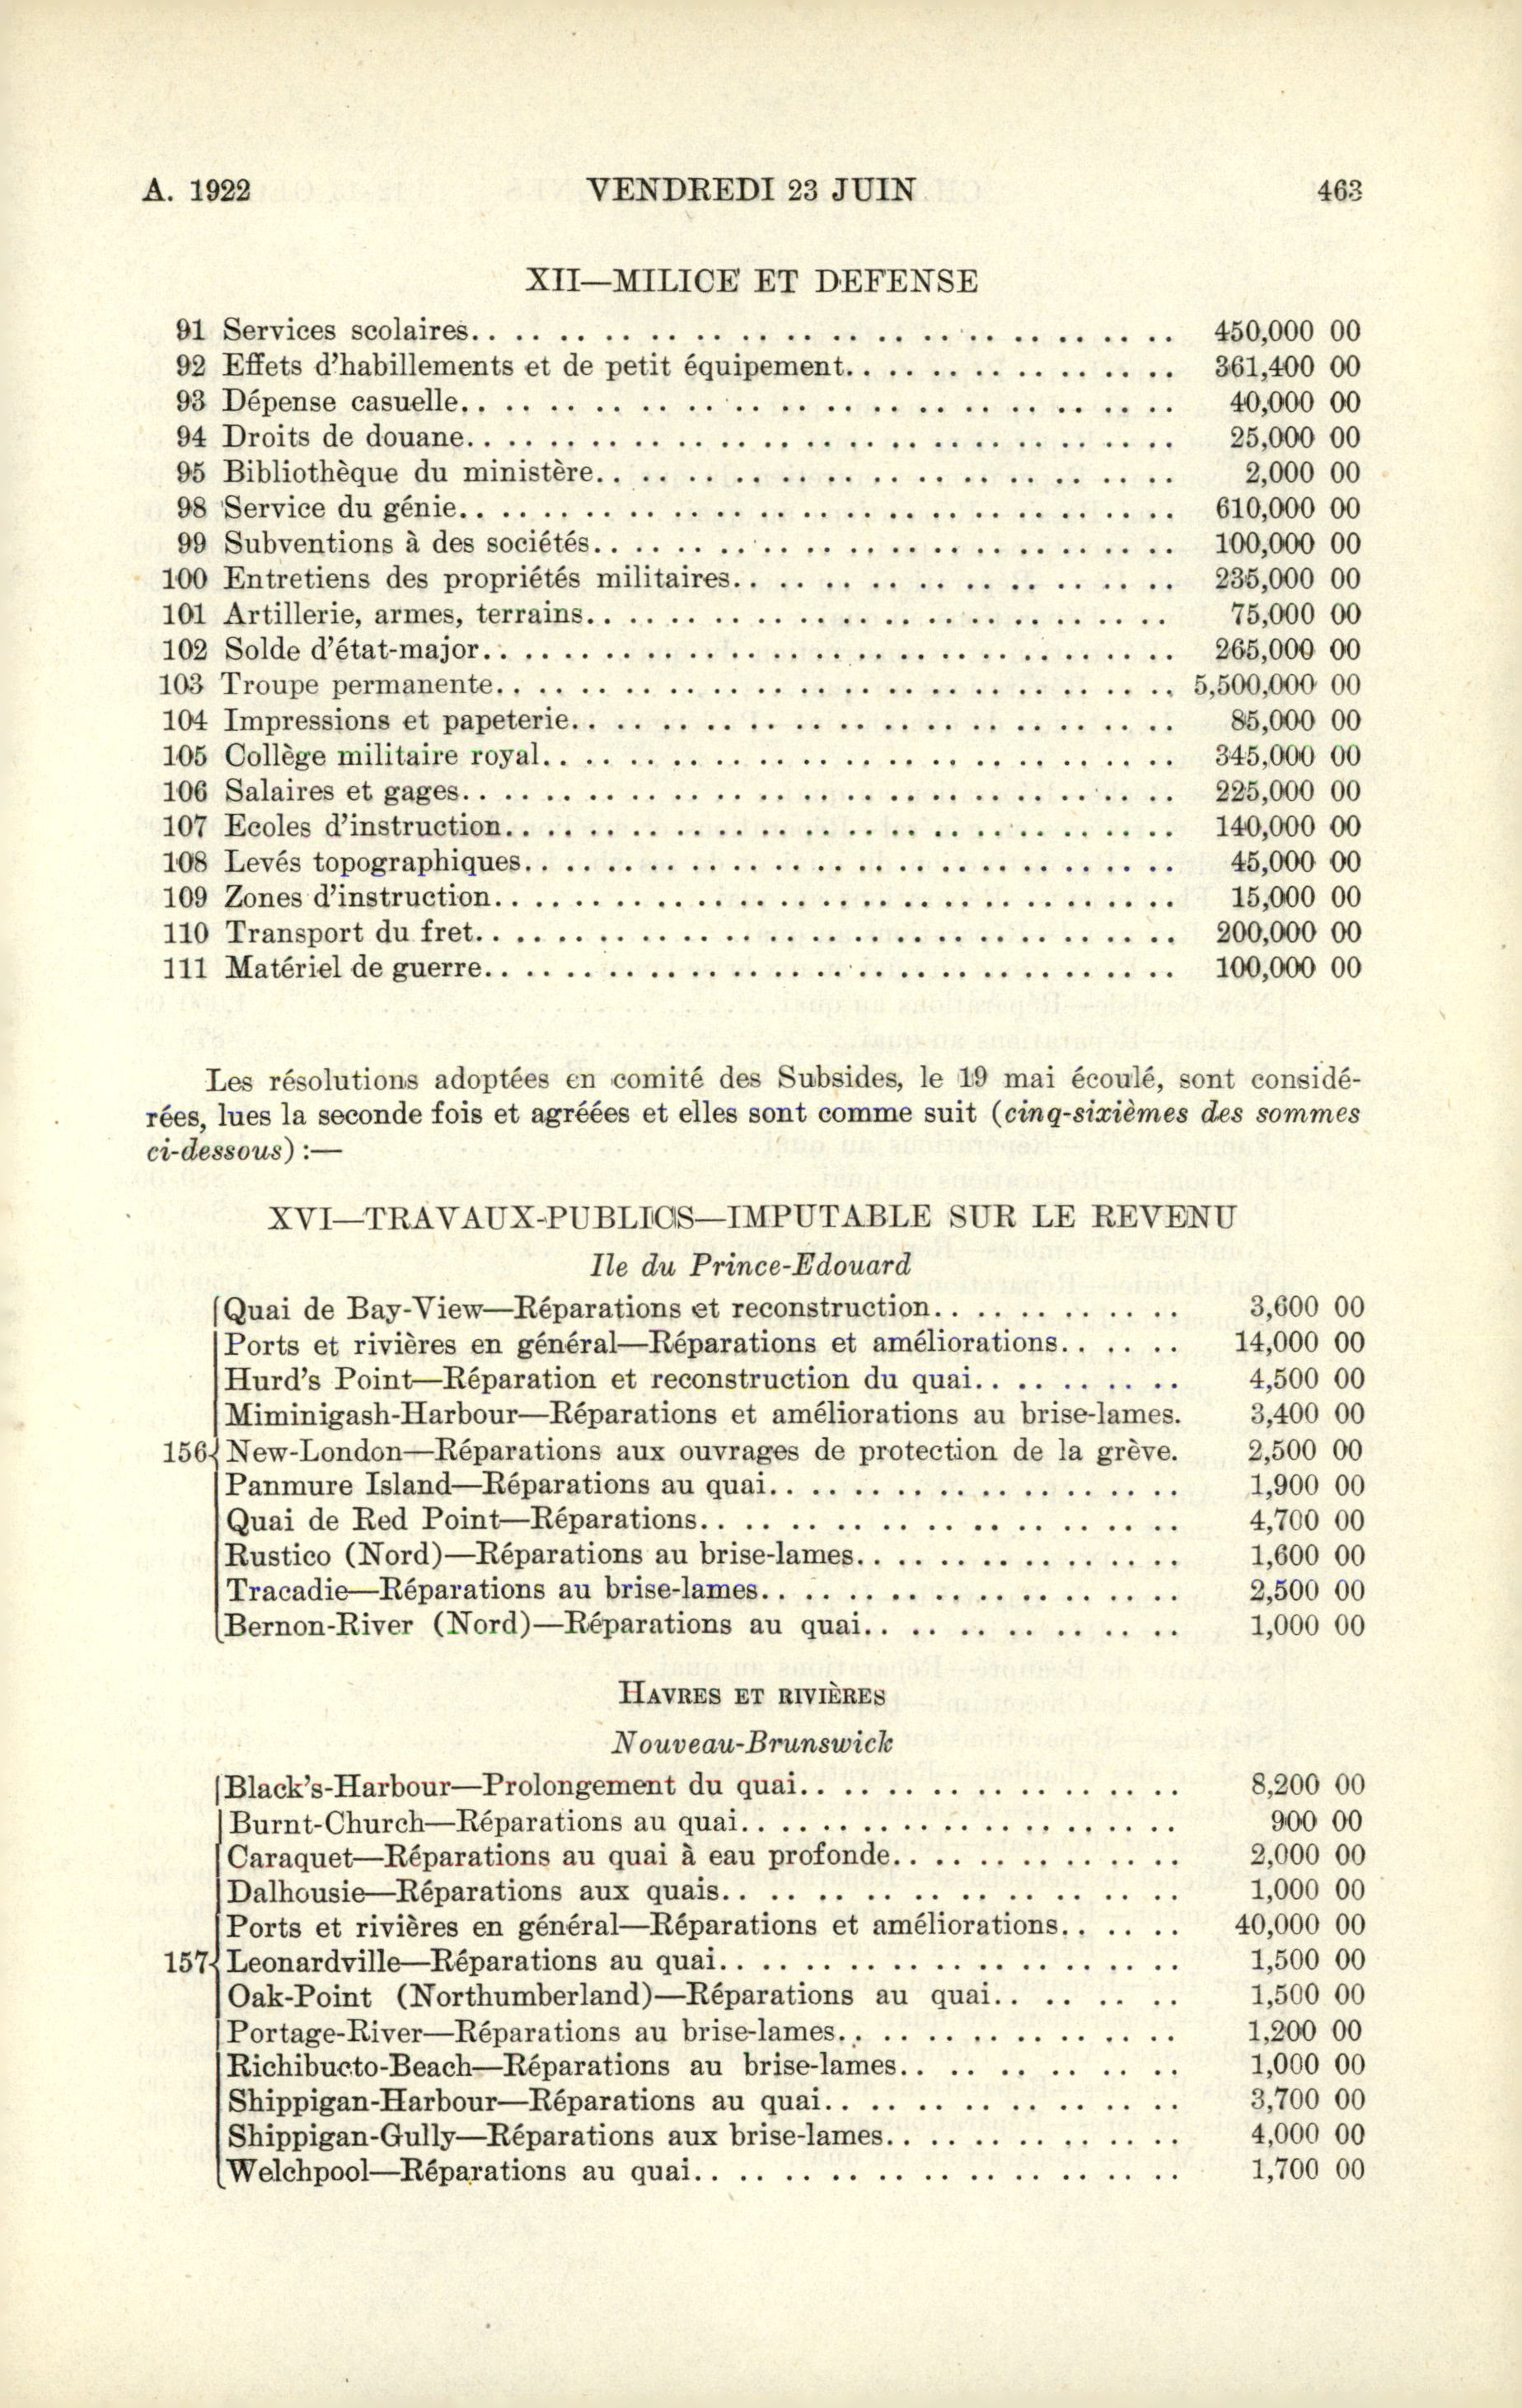 A. 1922 VENDREDI 23 JUIN 463
XII—MILICE ET DEFENSE
91 Services scolaires. . . . . . . . . . . . . . . . . . . . 450,000 00
92 Effets d'habillements et de petit équipement. . . . . . . . . . 361,400 00
93 Dépense casuelle. . . . . . . . . . . . . . . . . . . . 40,000 00
94 Droits de douane. . . . . . . . . . . . . . . . . . . . 25,000 00
95 Bibliothèque du ministère. . . . . . . . . . . . . . . . . 2,000 00
98 Service du génie. . . . . . . . . . . . . . . . . . . . 610,000 00
99 Subventions à des sociétés. . . . . . . . . . . . . . . . 100,000 00
100 Entretiens des propriétés militaires. . . . . . . . . . . . . 235,000 00
101 Artillerie, armes, terrains. . . . . . . . . . . . . . . . 75,000 00
102 Solde d'état-major. . . . . . . . . . . . . . . . . . . 265,000 00
103 Troupe permanente. . . . . . . . . . . . . . . . . . . 5,500,000 00
104 Impressions et papeterie. . . . . . . . . . . . . . . . . 85,000 00
105 Collège militaire royal. . . . . . . . . . . . . . . . . . 345,000 00
106 Salaires et gages. . . . . . . . . . . . . . . . . . . . 225,000 00
107 Ecoles d'instruction. . . . . . . . . . . . . . . . . . . 140,000 00
108 Levés topographiques. . . . . . . . . . . . . . . . . . 45,000 00
109 Zones d'instruction. . . . . . . . . . . . . . . . . . . 15,000 00
110 Transport du fret. . . . . . . . . . . . . . . . . . . . 200,000 00
111 Matériel de guerre. . . . . . . . . . . . . . . . . . . 100,000 00
Les résolutions adoptées en comité des Subsides, le 19 mai écoulé, sont considé-
rées, lues la seconde fois et agréées et elles sont comme suit (cinq-sixièmes des sommes
ci-dessous) :—
XVI—TRAVAUX-PUBLICS—IMPUTABLE SUR LE REVENU
Ile du Prince-Edouard
Quai de Bay-View—Réparations et reconstruction. . . . . . . . 3,600 00
Ports et rivières en général—Réparations et améliorations. . . . . 14,000 00
Hurd's Point—Réparation et reconstruction du quai. . . . . . . 4,500 00
Miminigash-Harbour—Réparations et améliorations au brise-lames. 3,400 00
156{ New-London—Réparations aux ouvrages de protection de la grève. 2,500 00
Panmure Island—Réparations au quai. . . . . . . . . . . . 1,900 00
Quai de Red Point—Réparations. . . . . . . . . . . . . . 4,700 00
Rustico (Nord)—Réparations au brise-lames. . . . . . . . . . 1,600 00
Tracadie—Réparations au brise-lames. . . . . . . . . . . . 2,500 00
Bernon-River (Nord)—Réparations au quai. . . . . . . . . . 1,000 00
HAVRES ET RIVIÈRES
Nouveau-Brunswick
Black's-Harbour—Prolongement du quai. . . . . . . . . . . 8,200 00
Burnt-Church—Réparations au quai. . . . . . . . . . . . . 900 00
Caraquet—Réparations au quai à eau profonde. . . . . . . . . 2,000 00
Dalhousie—Réparations aux quais. . . . . . . . . . . . . . 1,000 00
Ports et rivières en général—Réparations et améliorations. . . . . 40,000 00
157{ Leonardville—Réparations au quai. . . . . . . . . . . . . 1,500 00
Oak-Point (Northumberland)—Réparations au quai. . . . . . . 1,500 00
Portage-River—Réparations au brise-lames. . . . . . . . . . 1,200 00
Richibucto-Beach—Réparations au brise-lames. . . . . . . . . 1,000 00
Shippigan-Harbour—Réparations au quai. . . . . . . . . . . 3,700 00
Shippigan-Gully—Réparations aux brise-lames. . . . . . . . . 4,000 00
Welchpool—Réparations au quai. . . . . . . . . . . . . . 1,700 00